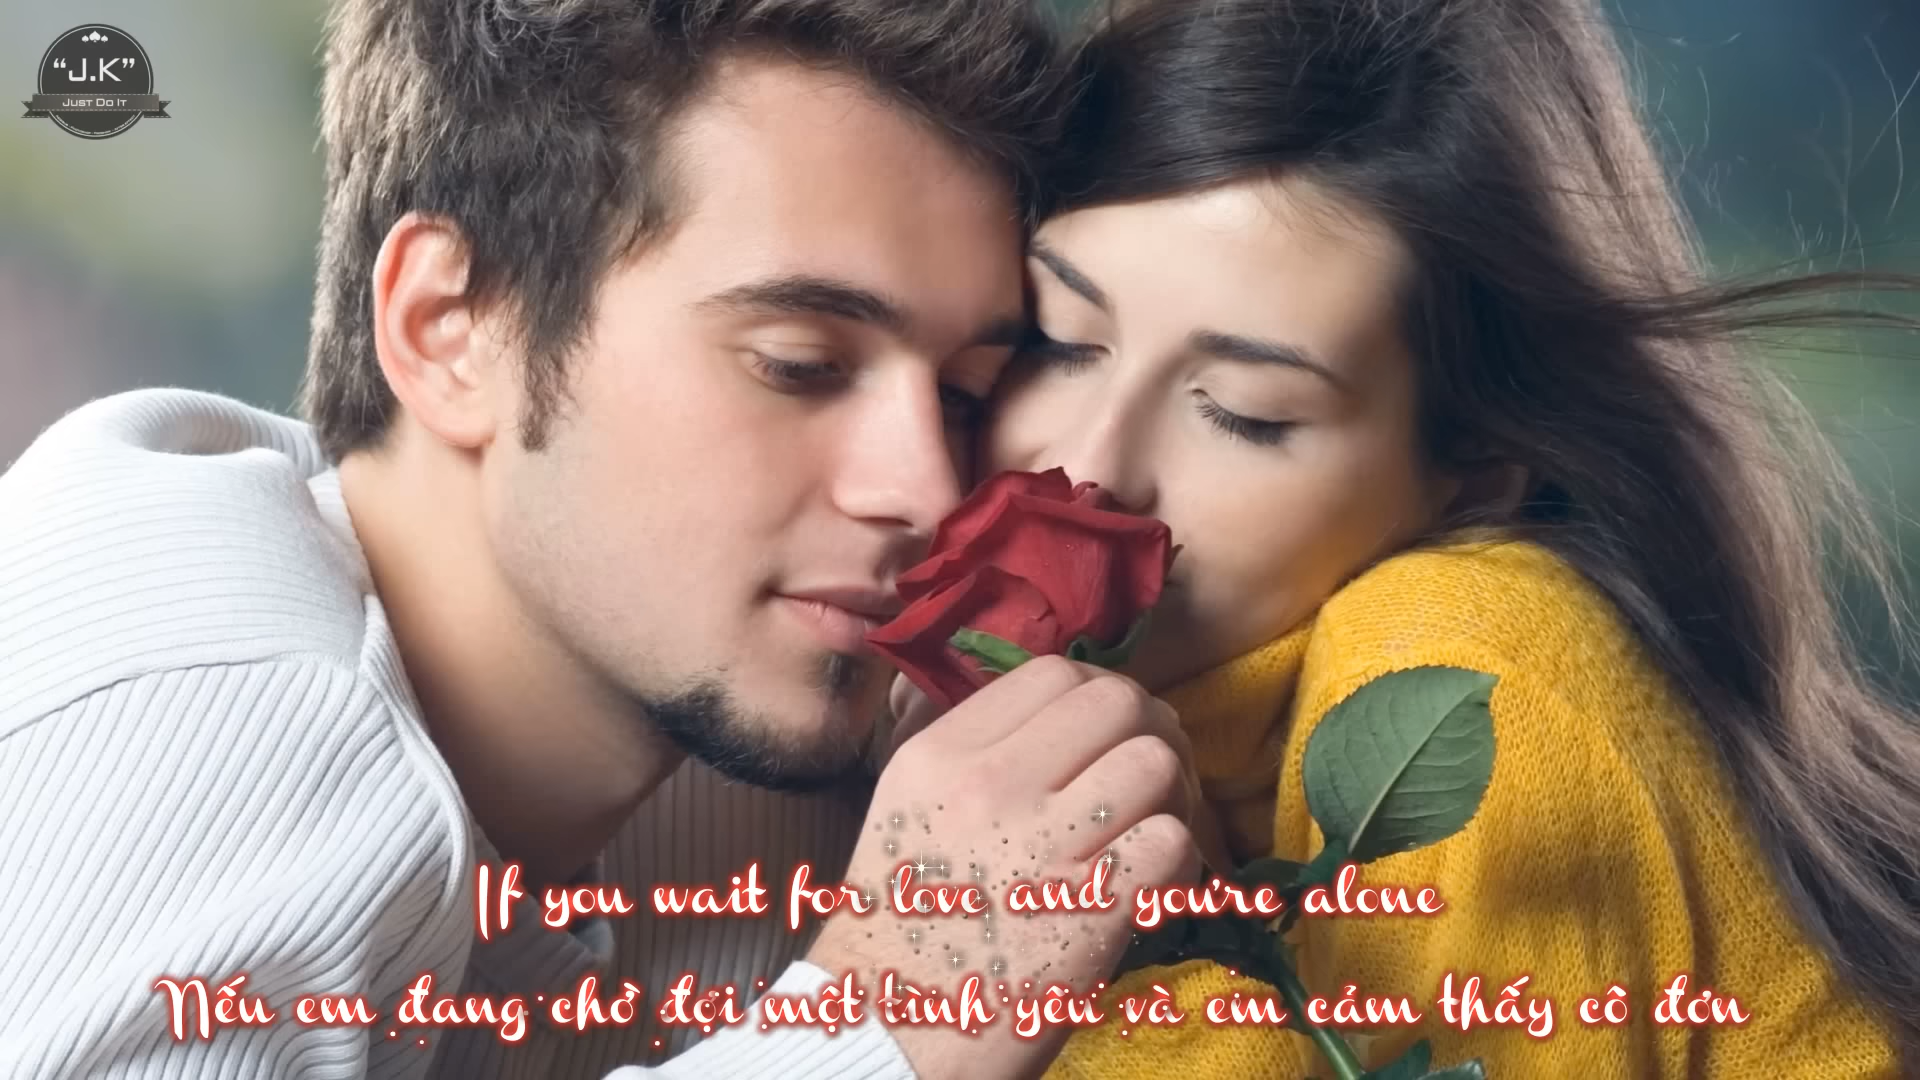 “J.K”
Just Do It
If you wait for love and you're alone
Nếu em đang chờ đợi một tình yêu và em cảm thấy cô đơn